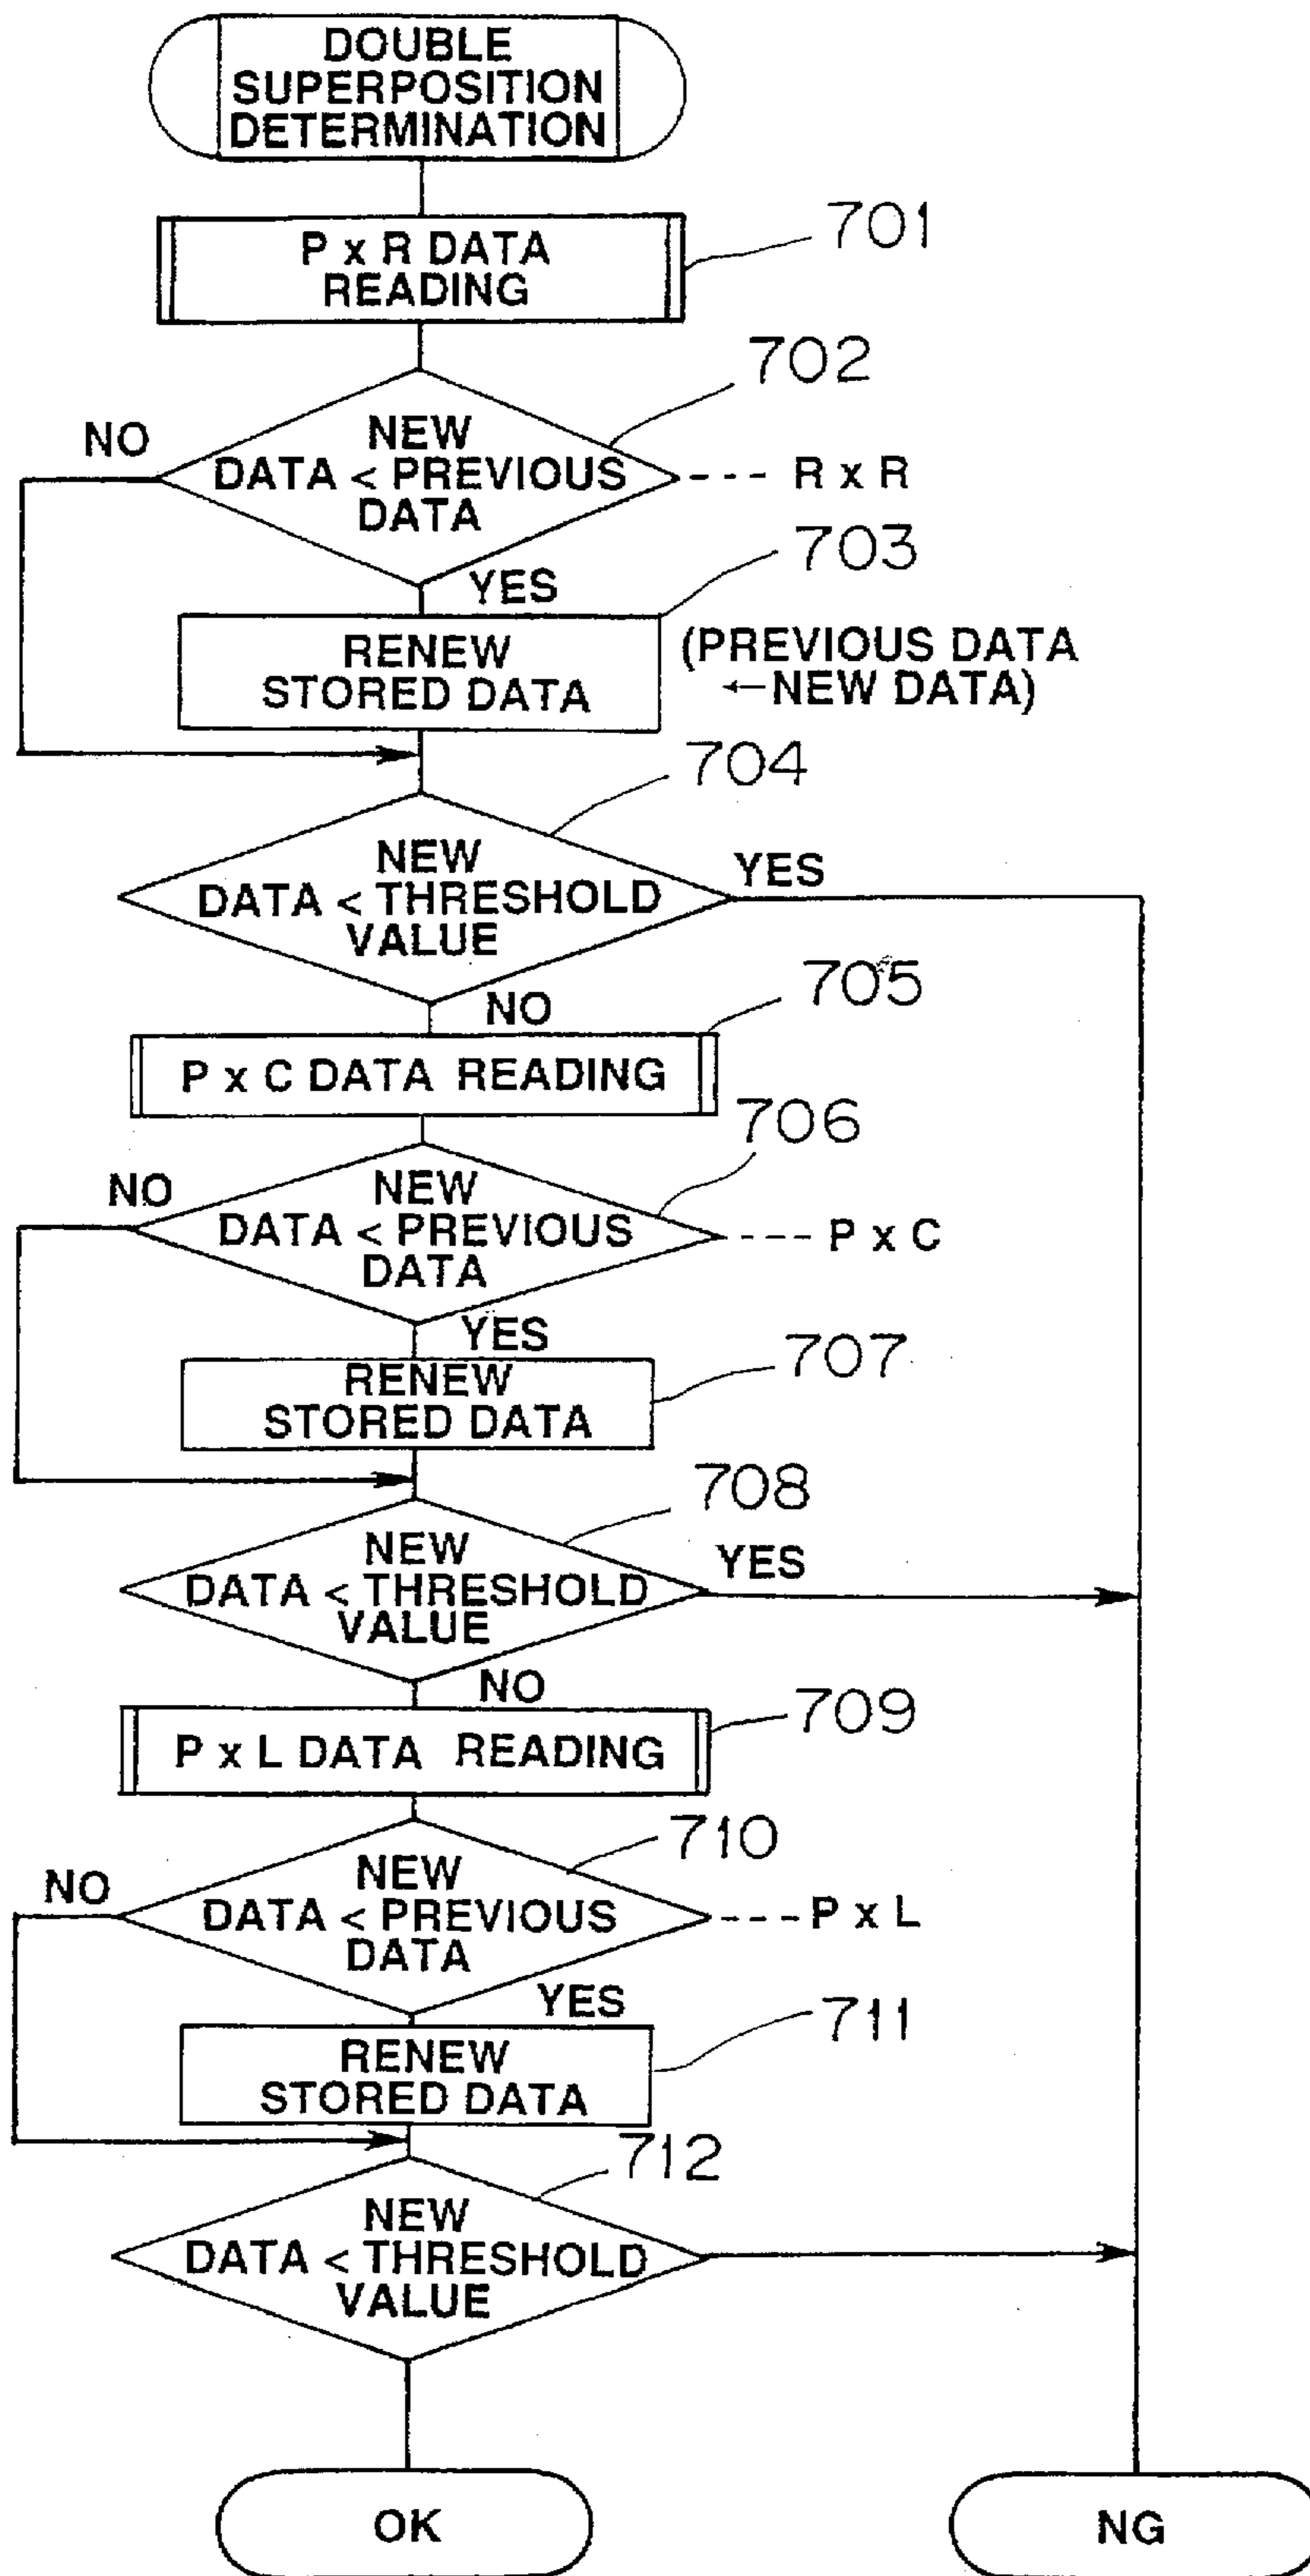 DOUBLE
SUPERPOSITION
DETERMINATION
P x R DATA
READING
701
702
NO
NEW
DATA < PREVIOUS
DATA
--- R x R
703
YES
RENEW
STORED DATA
(PREVIOUS DATA
←NEW DATA)
704
NEW
DATA < THRESHOLD
VALUE
YES
705
NO
P x C DATA READING
706
NO
NEW
DATA < PREVIOUS
DATA
--- P x C
YES
707
RENEW
STORED DATA
708
NEW
DATA < THRESHOLD
VALUE
YES
NO
709
P x L DATA READING
710
NO
NEW
DATA < PREVIOUS
DATA
--- P x L
YES
711
RENEW
STORED DATA
712
NEW
DATA < THRESHOLD
VALUE
OK
NG